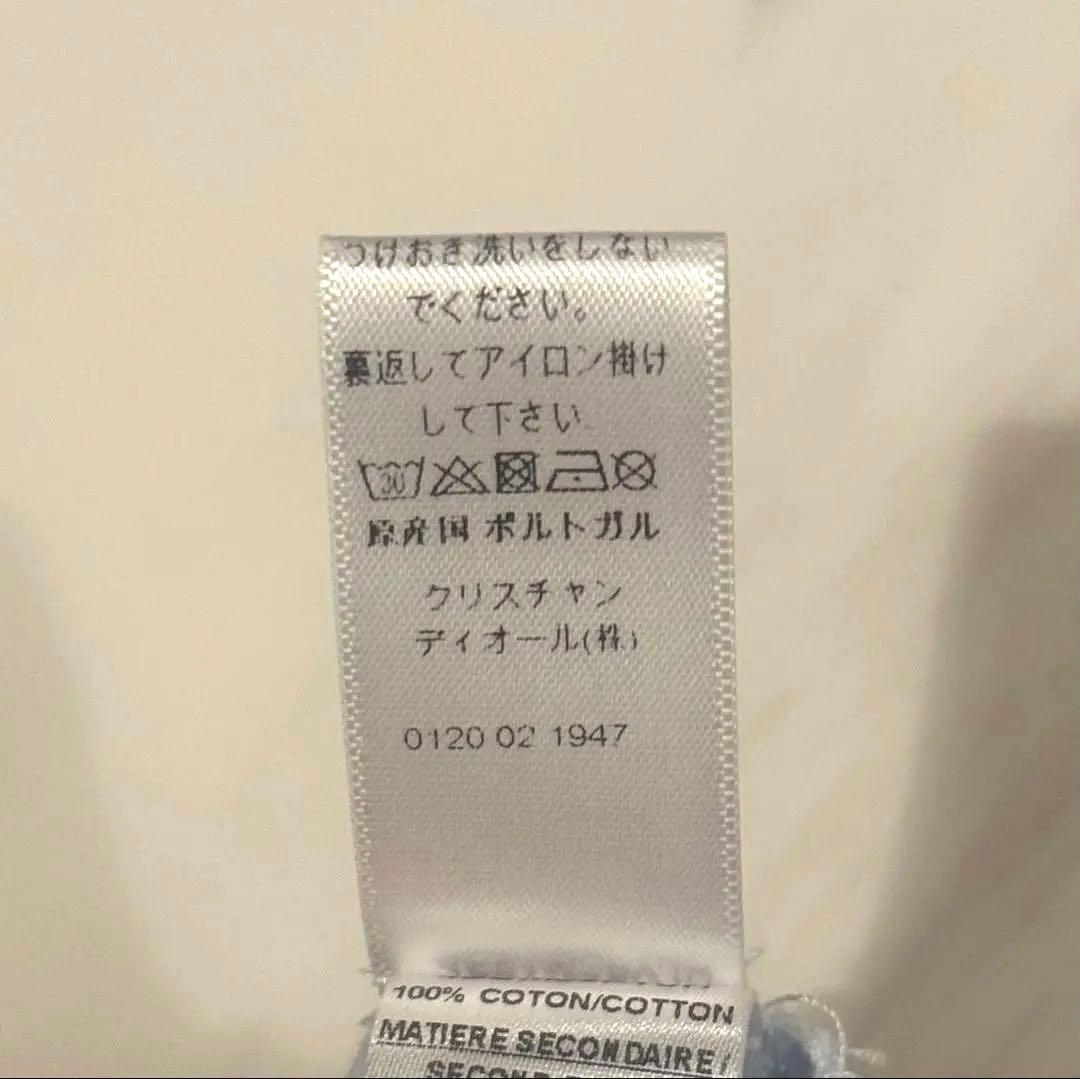 つけおき洗いをしない
でください。
裏返してアイロン掛け
して下さい
30
原産国 ポルトガル
クリスチャン
ディオール(株)
0120 02 1947
100% COTON/COTTON
MATIERE SECONDAIRE/